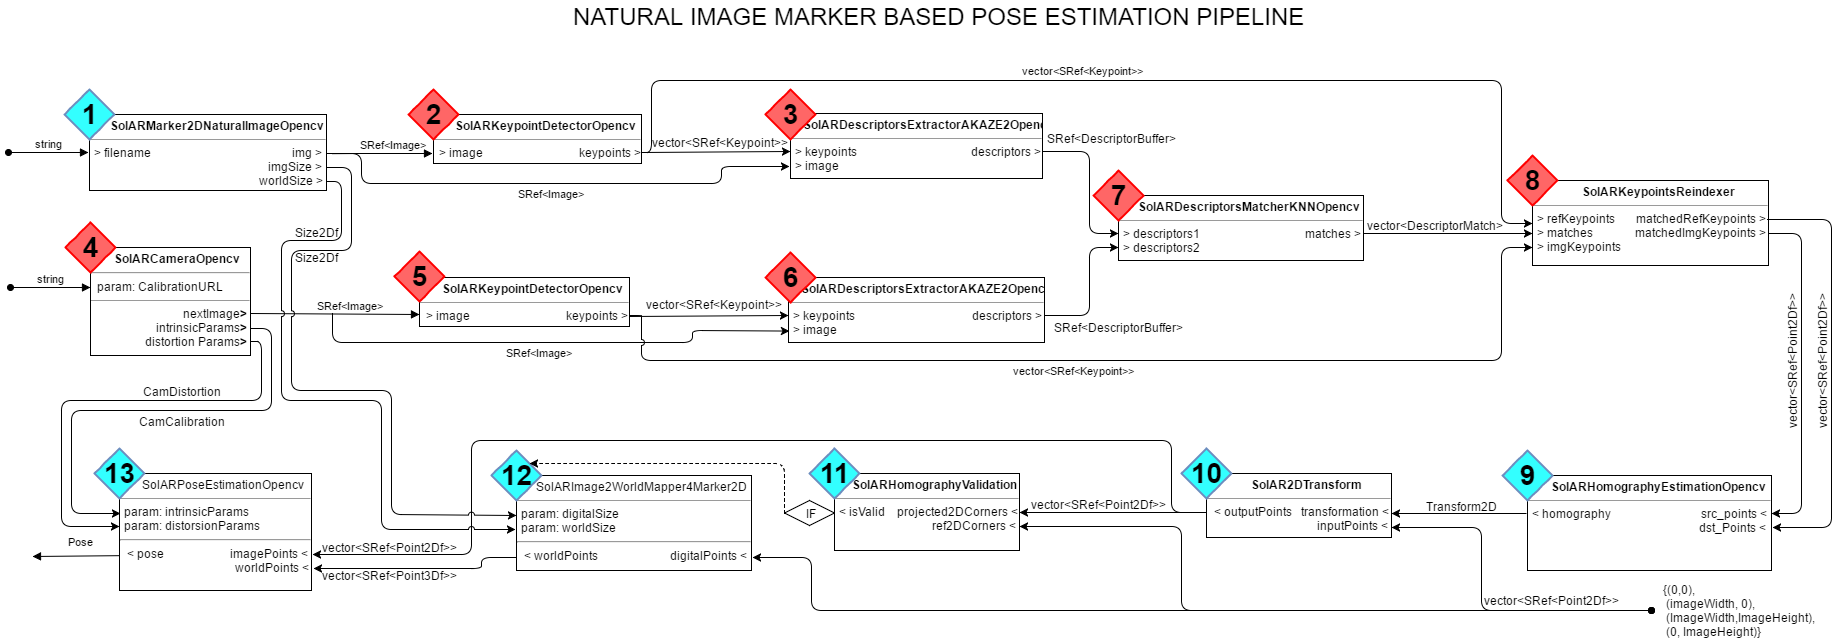 NATURAL IMAGE MARKER BASED POSE ESTIMATION PIPELINE
string
1
SolARMarker2DNaturalImageOpencv
> filename
img >
imgSize >
worldSize >
SRef<Image>
SRef<Image>
Size2Df
Size2Df
2
SolARKeypointDetectorOpencv
> image
keypoints >
vector<SRef<Keypoint>>
vector<SRef<Keypoint>>
3
SolARDescriptorsExtractorAKAZE2Openc
> keypoints
> image
descriptors >
SRef<DescriptorBuffer>
string
4
SolARCameraOpencv
param: CalibrationURL
nextImage>
intrinsicParams>
distortion Params>
SRef<Image>
SRef<Image>
CamDistortion
CamCalibration
5
SolARKeypointDetectorOpencv
> image
keypoints >
vector<SRef<Keypoint>>
vector<SRef<Keypoint>>
6
SolARDescriptorsExtractorAKAZE2Openc
> keypoints
> image
descriptors >
SRef<DescriptorBuffer>
7
SolARDescriptorsMatcherKNNOpencv
> descriptors1
> descriptors2
matches >
vector<DescriptorMatch>
8
SolARKeypointsReindexer
> refKeypoints
> matches
> imgKeypoints
matchedRefKeypoints >
matchedImgKeypoints >
vector<SRef<Point2Df>>
vector<SRef<Point2Df>>
9
SolARHomographyEstimationOpencv
< homography
src_points <
dst_Points <
Transform2D
10
SolAR2DTransform
< outputPoints
transformation <
inputPoints <
vector<SRef<Point2Df>>
11
SolARHomographyValidation
< isValid
projected2DCorners <
ref2DCorners <
IF
12
SolARImage2WorldMapper4Marker2D
param: digitalSize
param: worldSize
< worldPoints
digitalPoints <
vector<SRef<Point2Df>>
vector<SRef<Point3Df>>
13
SolARPoseEstimationOpencv
param: intrinsicParams
param: distorsionParams
< pose
imagePoints <
worldPoints <
Pose
vector<SRef<Point2Df>>
{(0,0),
(imageWidth, 0),
(ImageWidth,ImageHeight),
(0, ImageHeight)}